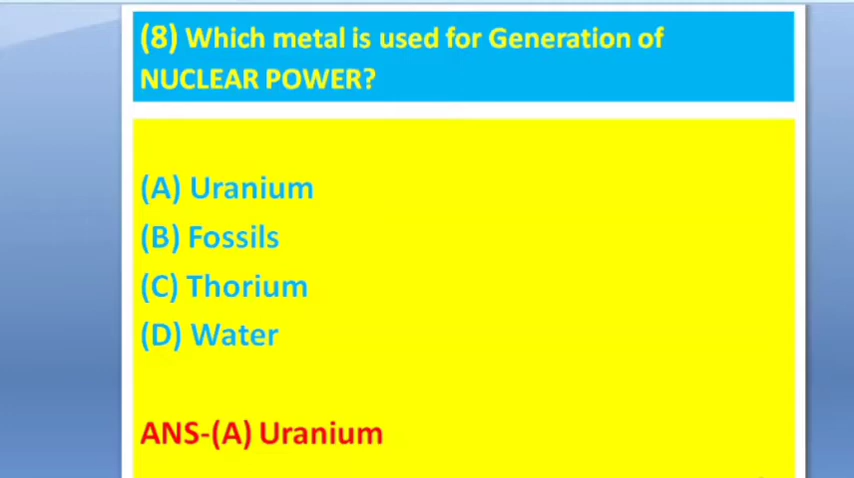 (8) Which metal is used for Generation of
NUCLEAR POWER?
(A) Uranium
(B) Fossils
(C) Thorium
(D) Water
ANS-(A) Uranium